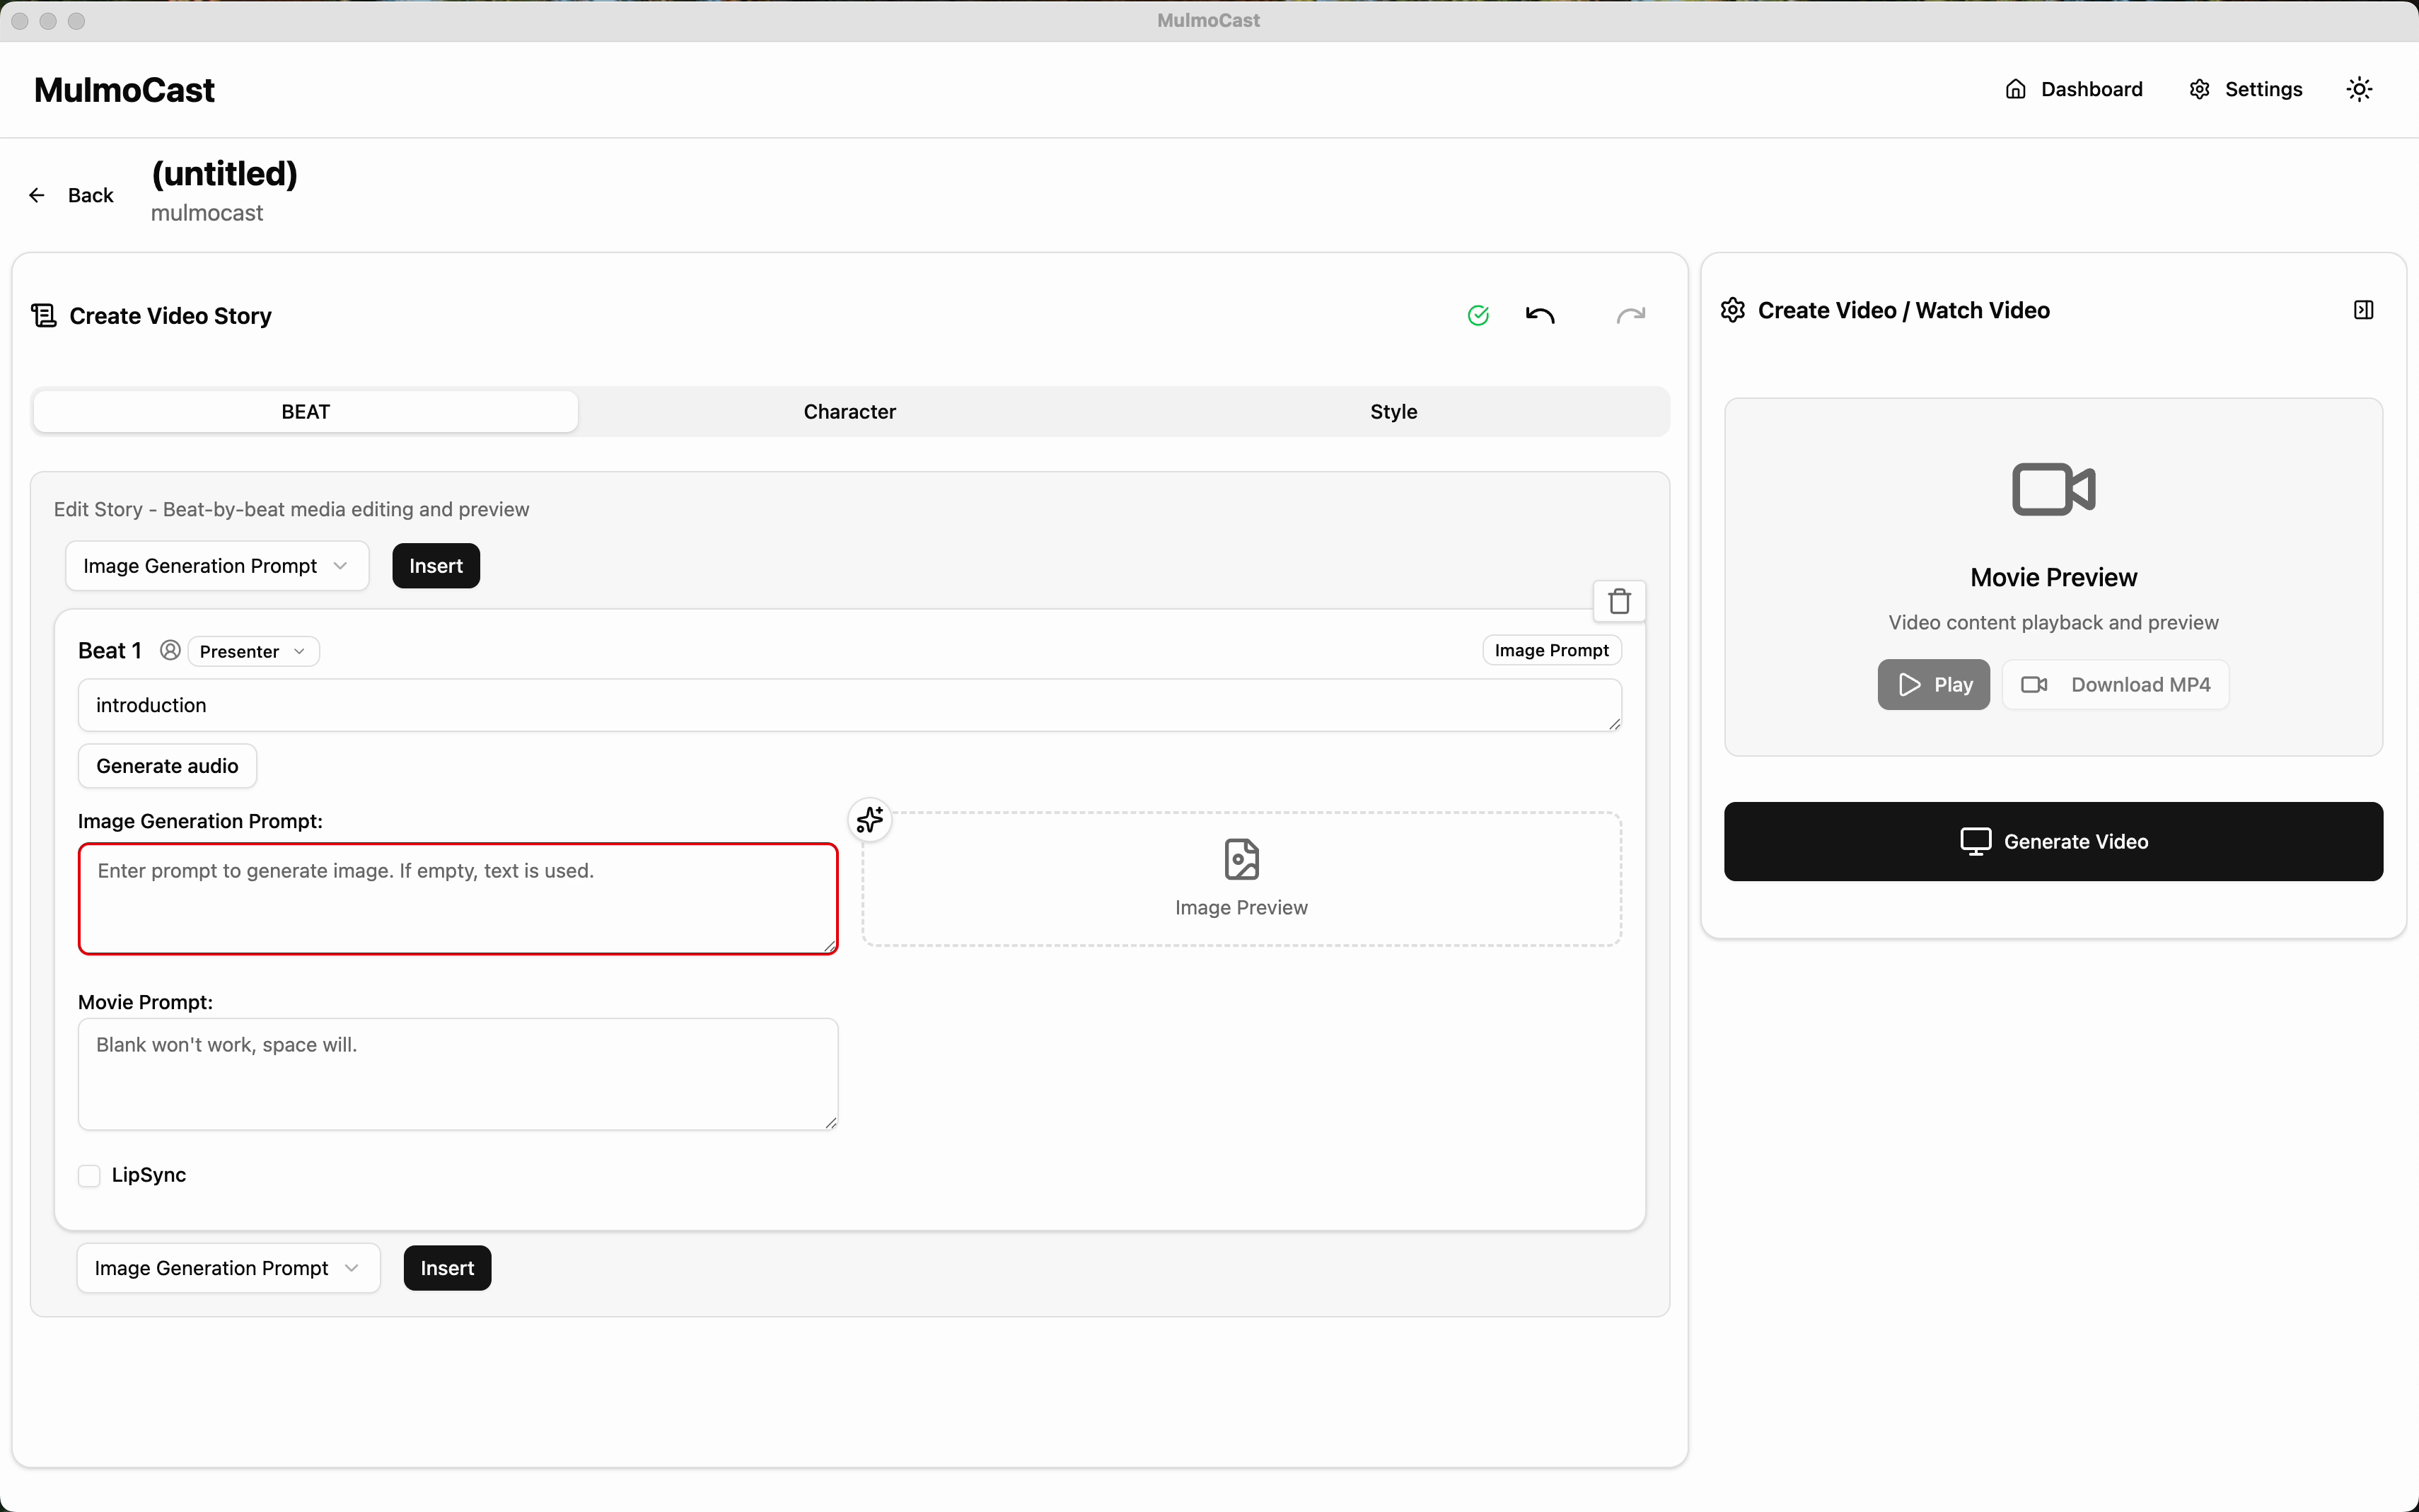 MulmoCast
MulmoCast
Dashboard
Settings
Back
(untitled)
mulmocast
Create Video Story
BEAT
Character
Style
Edit Story - Beat-by-beat media editing and preview
Image Generation Prompt
Insert
Beat 1
Presenter
Image Prompt
introduction
Generate audio
Image Generation Prompt:
Enter prompt to generate image. If empty, text is used.
Image Preview
Movie Prompt:
Blank won't work, space will.
LipSync
Image Generation Prompt
Insert
Create Video / Watch Video
Movie Preview
Video content playback and preview
Play
Download MP4
Generate Video